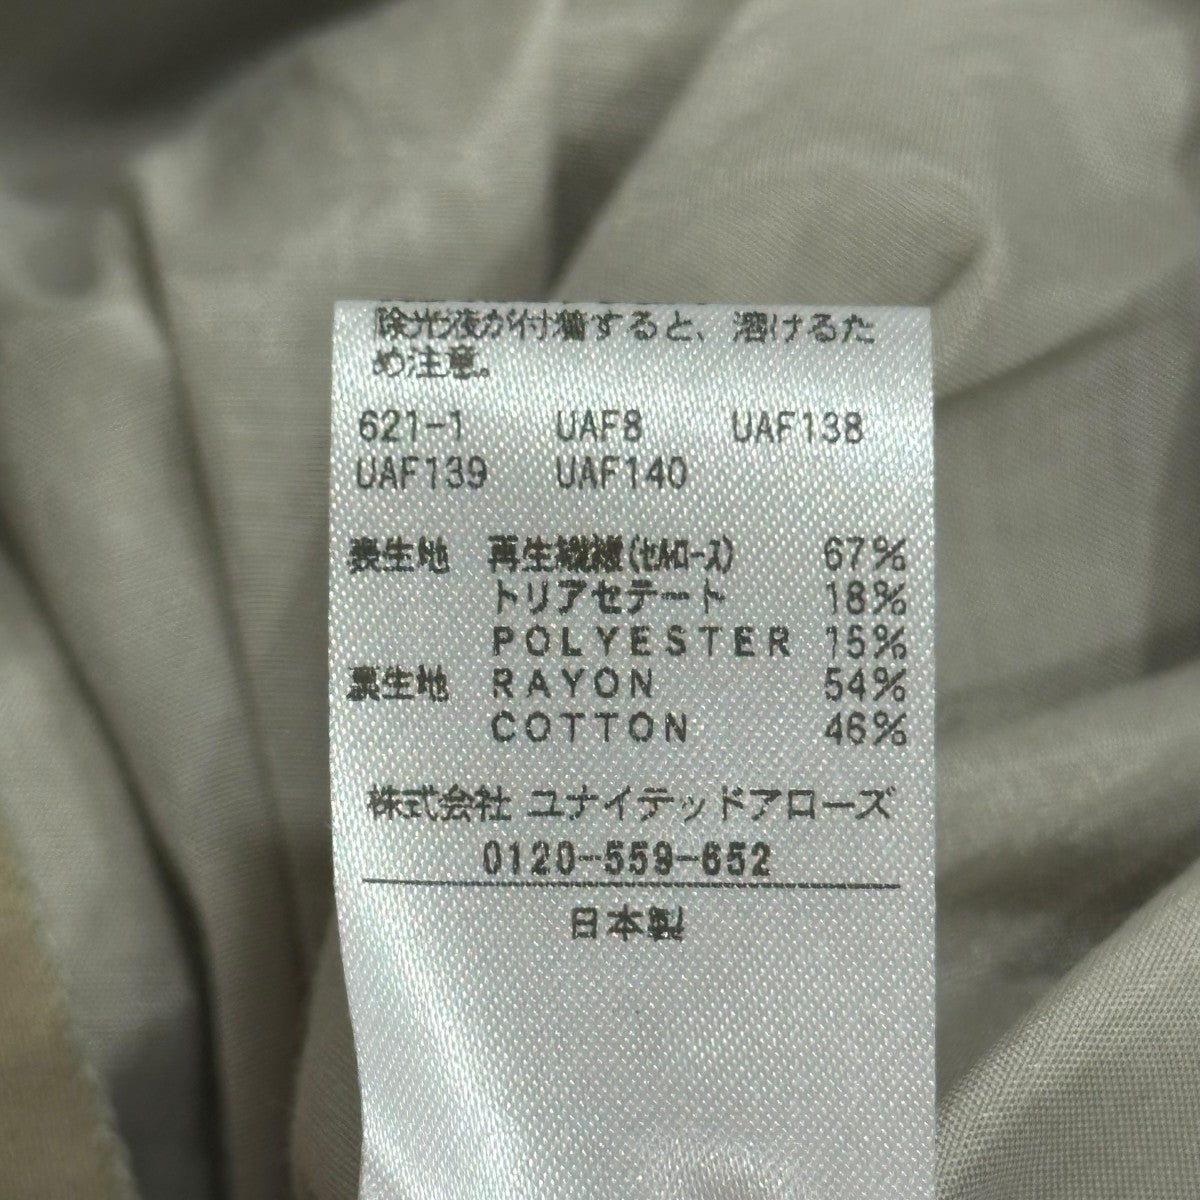 除光液が付着すると、溶けるた
め注意。
621-1 UAF8 UAF138
UAF139 UAF140
表生地 再生繊維(セルロース) 67%
トリアセテート 18%
POLYESTER 15%
裏生地 RAYON 54%
COTTON 46%
株式会社 ユナイテッドアローズ
0120-559-652
日本製